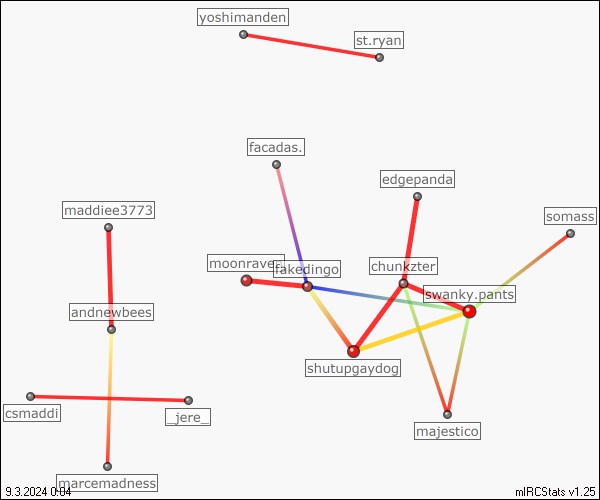 yoshimanden
st.ryan
facadas.
edgepanda
maddiee3773
somass
fakedingo
chunkzter
swanky.pants
andnewbees
shutupgaydog
csmaddi
_jere_
majestico
marcemadness
9.3.2024 0:04
mIRCStats v1.25